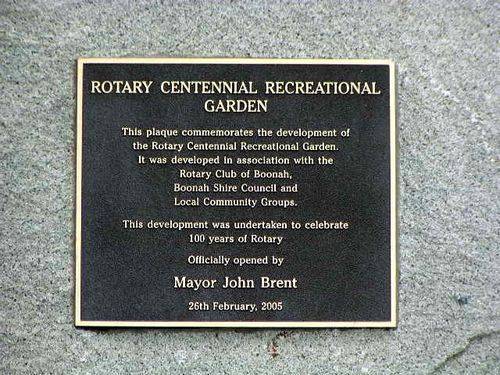 ROTARY CENTENNIAL RECREATIONAL
GARDEN
This plaque commemorates the development of
the Rotary Centennial Recreational Garden.
It was developed in association with the
Rotary Club of Boonah,
Boonah Shire Council and
Local Community Groups.
This development was undertaken to celebrate
100 years of Rotary
Officially opened by
Mayor John Brent
26th February, 2005